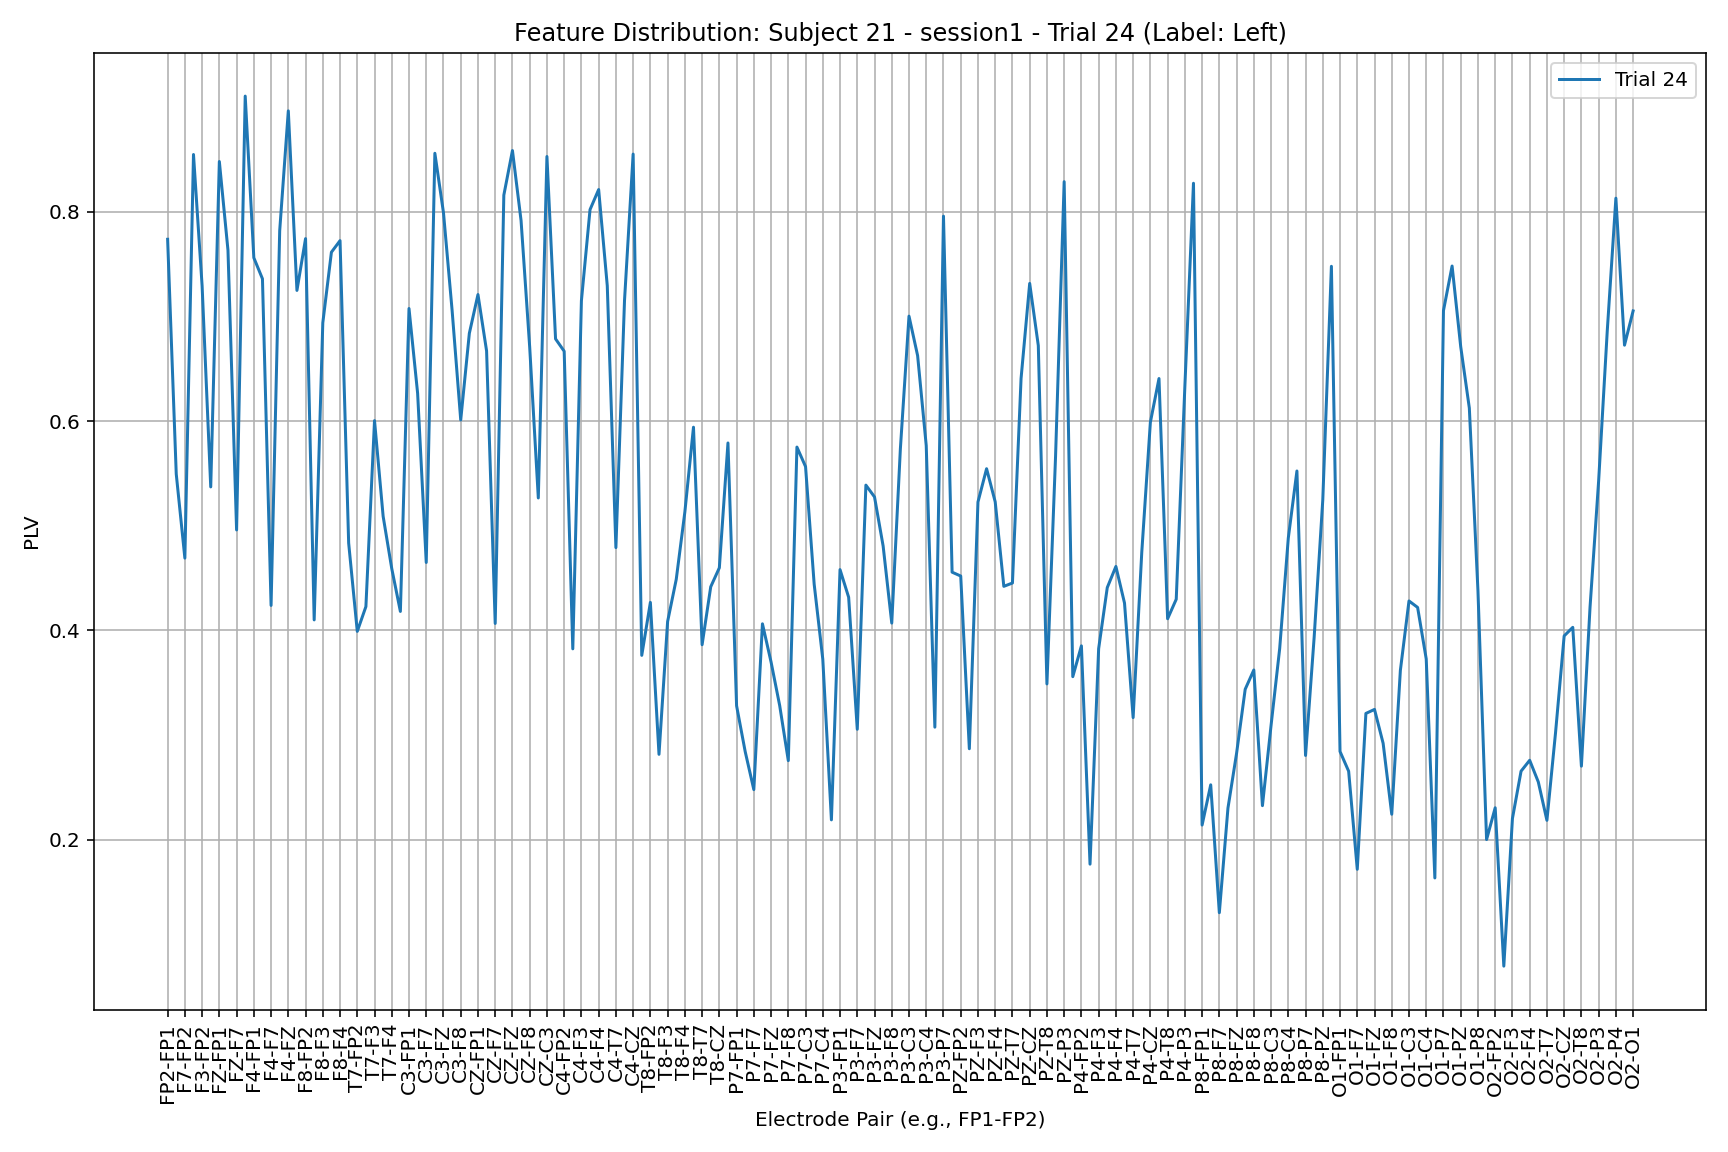 Feature Distribution: Subject 21 - session1 - Trial 24 (Label: Left)
Trial 24
PLV
0.8
0.6
0.4
0.2
FP2-FP1
F7-FP2
F3-FP2
FZ-FP1
FZ-F7
F4-FP1
F4-F7
F4-FZ
F8-FP2
F8-F3
F8-F4
T7-FP2
T7-F3
T7-F4
C3-FP1
C3-F7
C3-FZ
C3-F8
CZ-FP1
CZ-F7
CZ-FZ
CZ-F8
CZ-C3
C4-FP2
C4-F3
C4-F4
C4-T7
C4-CZ
T8-FP2
T8-F3
T8-F4
T8-T7
T8-CZ
P7-FP1
P7-F7
P7-FZ
P7-F8
P7-C3
P7-C4
P3-FP1
P3-F7
P3-FZ
P3-F8
P3-C3
P3-C4
P3-P7
PZ-FP2
PZ-F3
PZ-F4
PZ-T7
PZ-CZ
PZ-T8
PZ-P3
P4-FP2
P4-F3
P4-F4
P4-T7
P4-CZ
P4-T8
P4-P3
P8-FP1
P8-F7
P8-FZ
P8-F8
P8-C3
P8-C4
P8-P7
P8-PZ
O1-FP1
O1-F7
O1-FZ
O1-F8
O1-C3
O1-C4
O1-P7
O1-PZ
O1-P8
O2-FP2
O2-F3
O2-F4
O2-T7
O2-CZ
O2-T8
O2-P3
O2-P4
O2-O1
Electrode Pair (e.g., FP1-FP2)